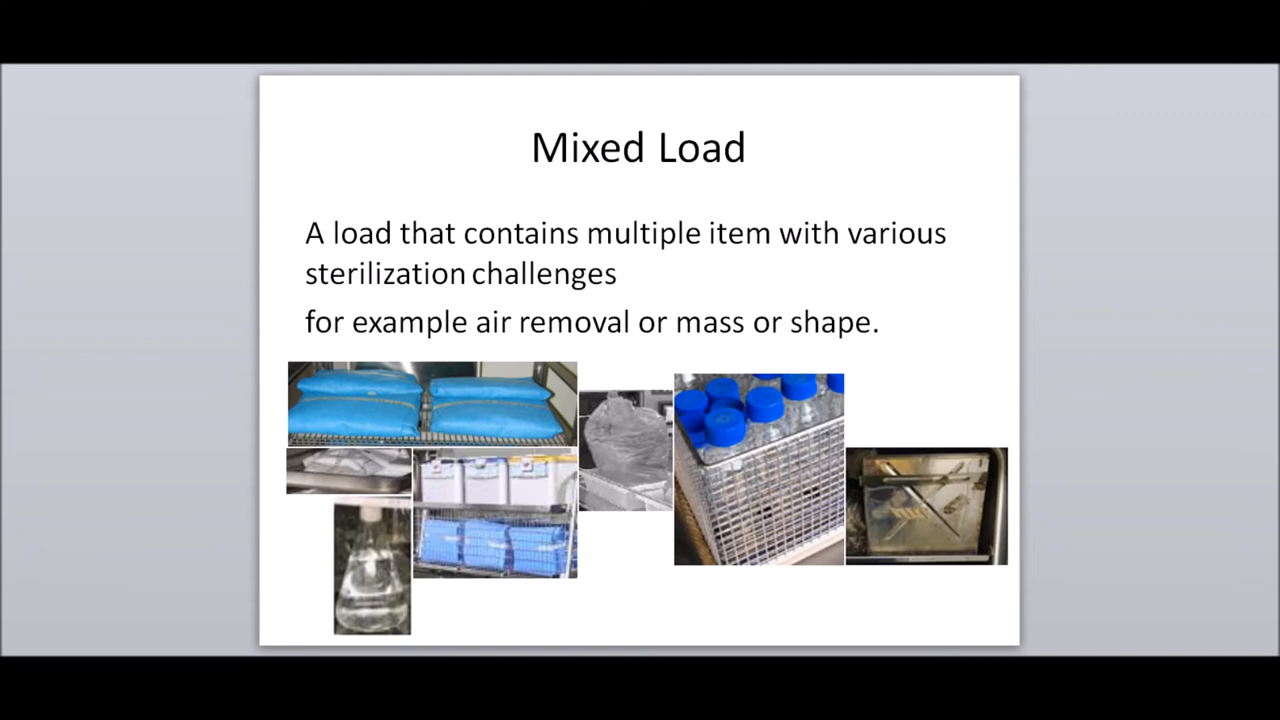 Mixed Load
A load that contains multiple item with various
sterilization challenges
for example air removal or mass or shape.